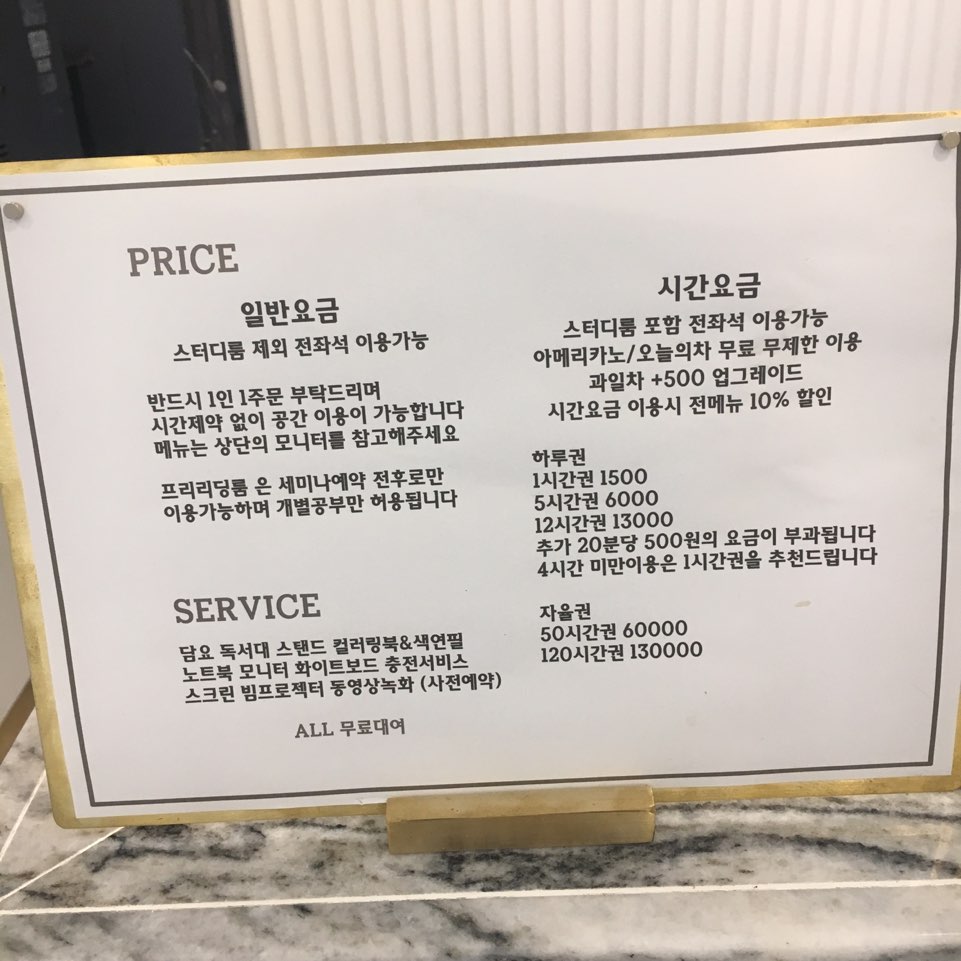 PRICE
일반요금
스터디룸 제외 전좌석 이용가능
반드시 1인 1주문 부탁드리며
시간제약 없이 공간 이용이 가능합니다
메뉴는 상단의 모니터를 참고해주세요
프리리딩룸 은 세미나예약 전후로만
이용가능하며 개별공부만 허용됩니다
SERVICE
담요 독서대 스탠드 컬러링북&색연필
노트북 모니터 화이트보드 충전서비스
스크린 빔프로젝터 동영상녹화 (사전예약)
ALL 무료대여
시간요금
스터디룸 포함 전좌석 이용가능
아메리카노/오늘의차 무료 무제한 이용
과일차 +500 업그레이드
시간요금 이용시 전메뉴 10% 할인
하루권
1시간권 1500
5시간권 6000
12시간권 13000
추가 20분당 500원의 요금이 부과됩니다
4시간 미만이용은 1시간권을 추천드립니다
자율권
50시간권 60000
120시간권 130000